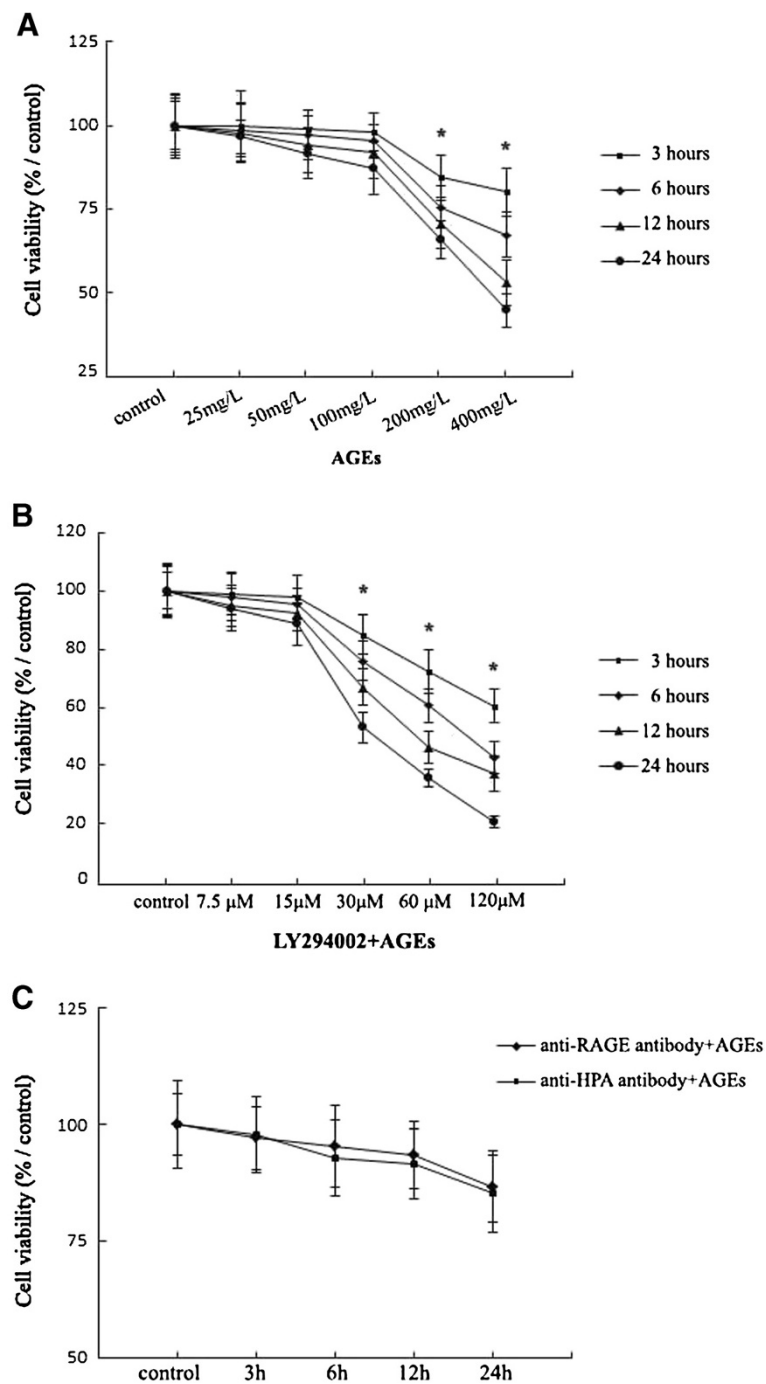 A
Cell viability (% / control)
125
100
75
50
25
control
25mg/L
50mg/L
100mg/L
200mg/L
400mg/L
AGEs
*
*
3 hours
6 hours
12 hours
24 hours
B
Cell viability (% / control)
120
100
80
60
40
20
0
control
7.5 µM
15µM
30µM
60 µM
120µM
LY294002+AGEs
*
*
*
3 hours
6 hours
12 hours
24 hours
C
Cell viability (% / control)
125
100
75
50
control
3h
6h
12h
24h
anti-RAGE antibody+AGEs
anti-HPA antibody+AGEs